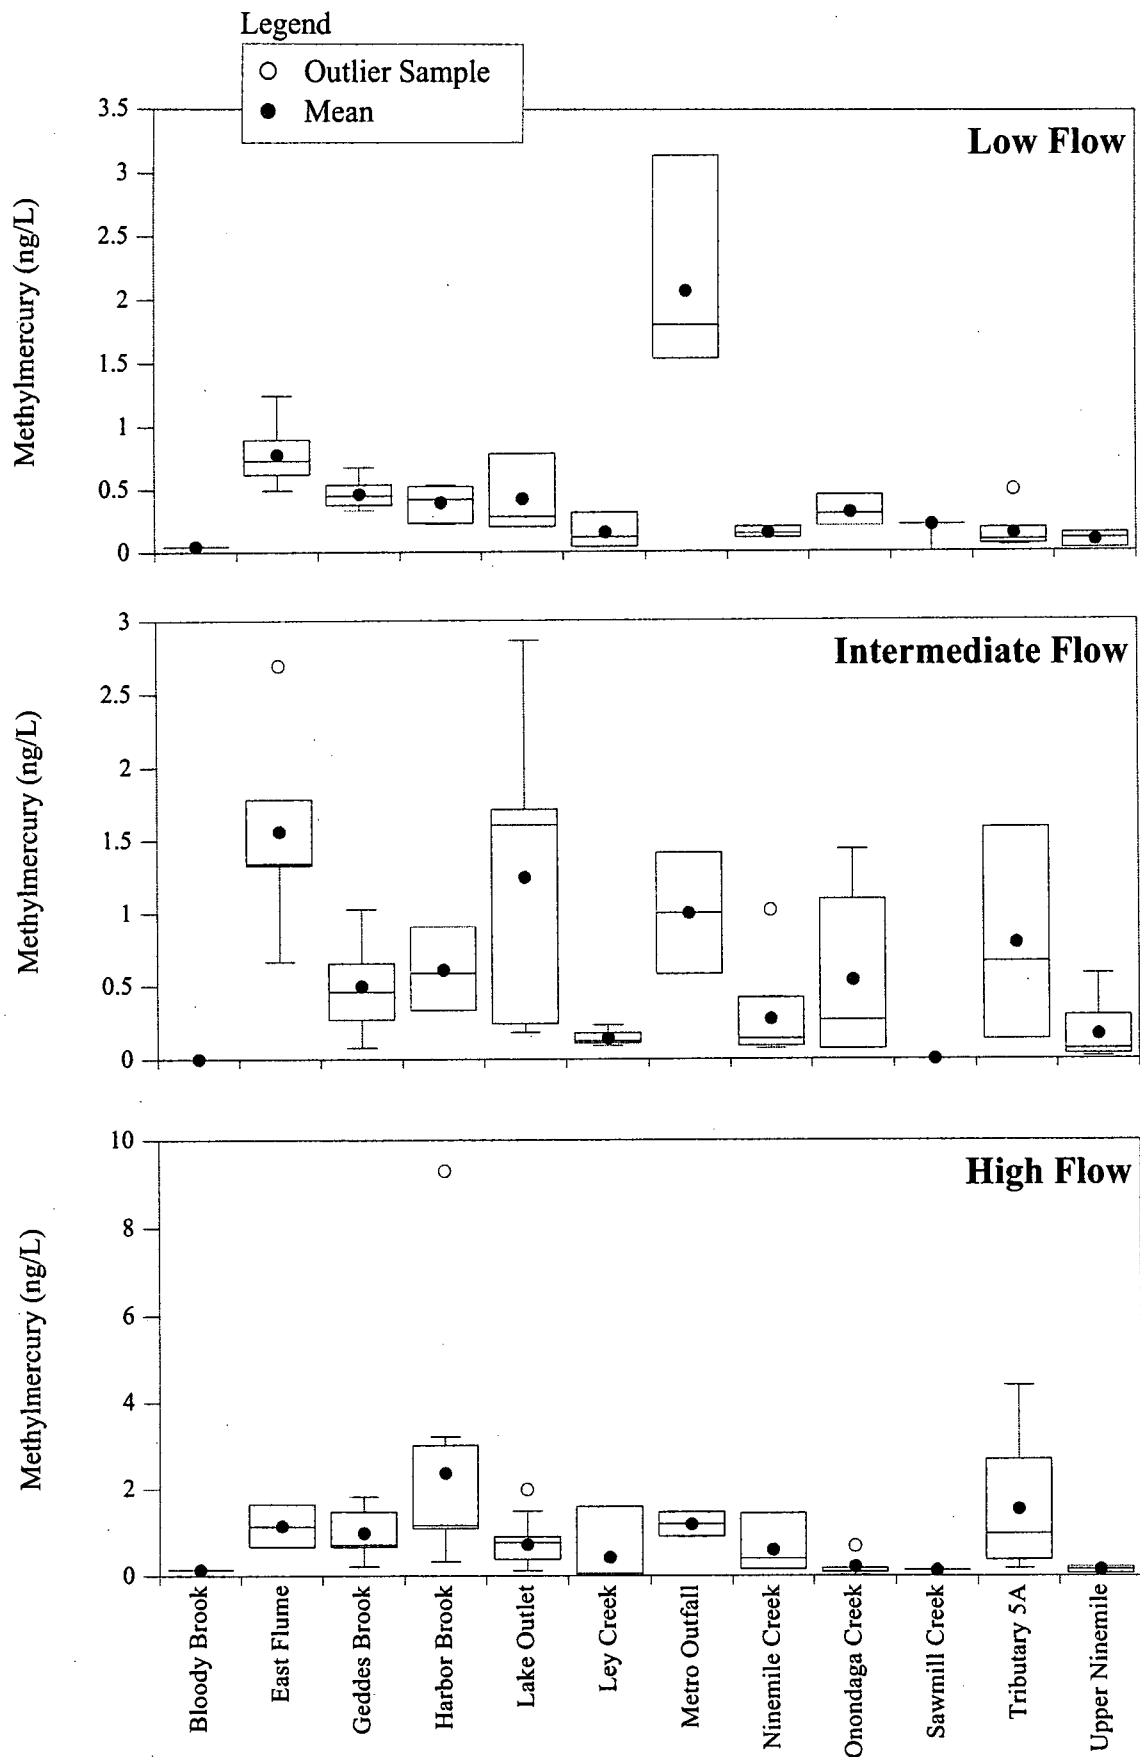 Legend
Outlier Sample
Mean
Low Flow
Methylmercury (ng/L)
3.5
3
2.5
2
1.5
1
0.5
0
Intermediate Flow
Methylmercury (ng/L)
3
2.5
2
1.5
1
0.5
0
High Flow
Methylmercury (ng/L)
10
8
6
4
2
0
Bloody Brook
East Flume
Geddes Brook
Harbor Brook
Lake Outlet
Ley Creek
Metro Outfall
Ninemile Creek
Onondaga Creek
Sawmill Creek
Tributary 5A
Upper Ninemile